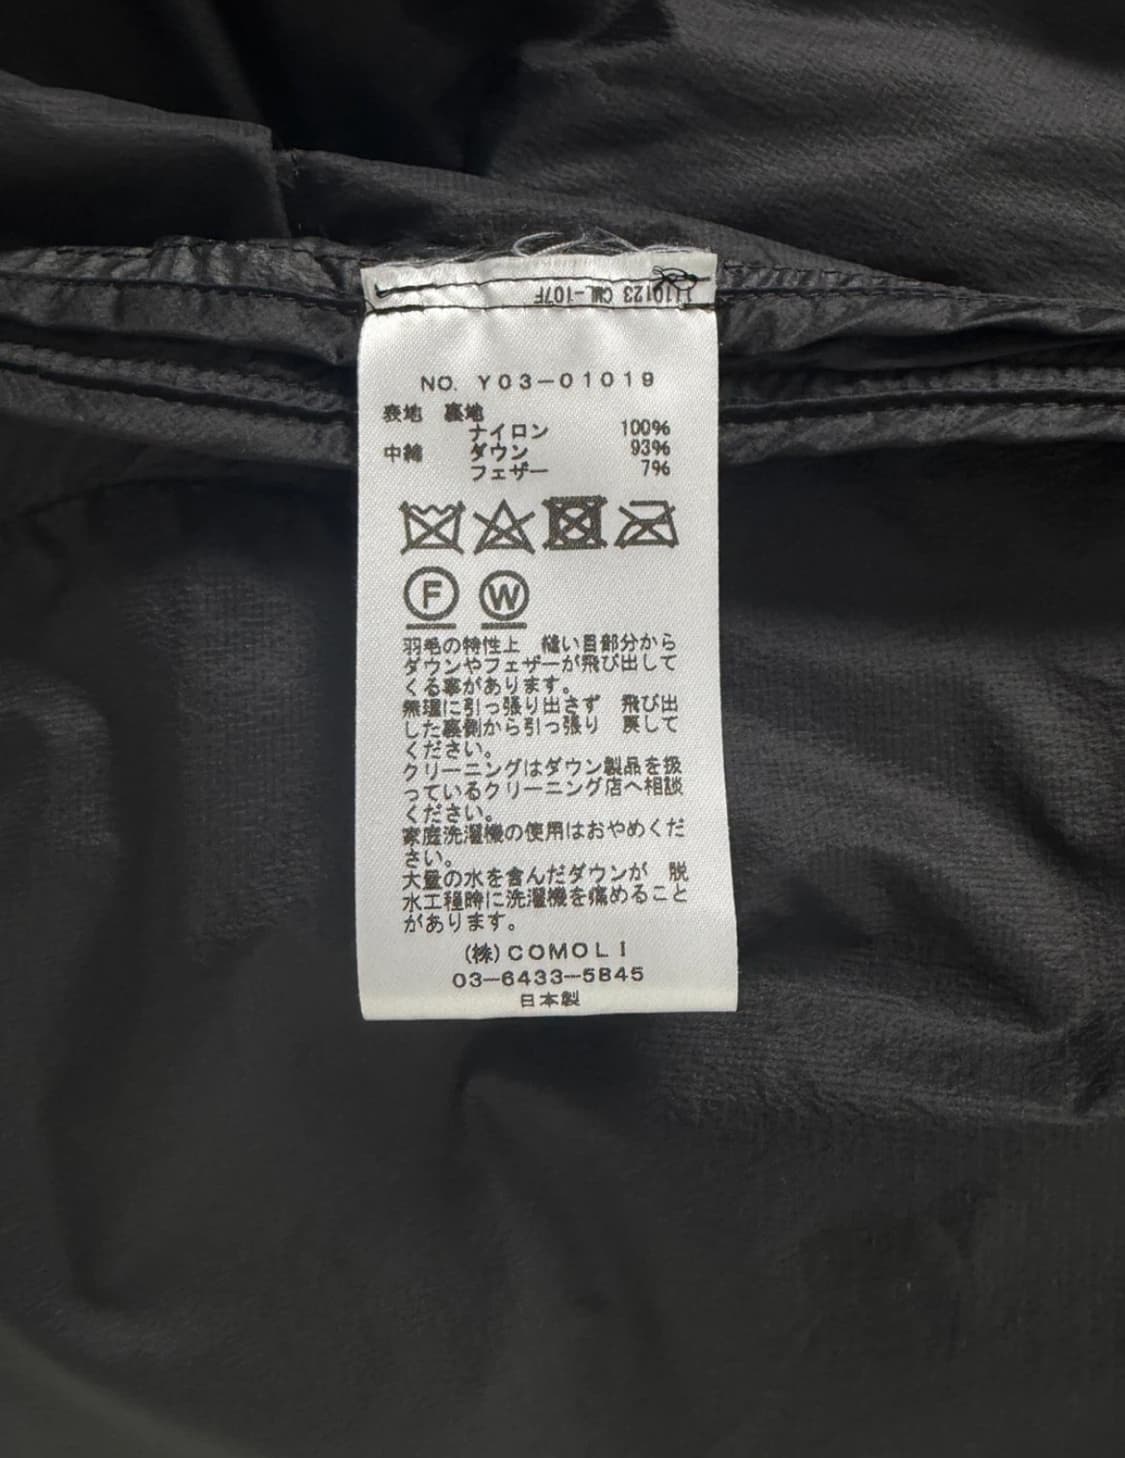 1110123 CML-107F
NO. Y03-01019
表地 裏地
ナイロン 100%
中綿 ダウン 93%
フェザー 7%
F W
羽毛の特性上 縫い目部分から
ダウンやフェザーが飛び出して
くる事があります。
無理に引っ張り出さず 飛び出
した裏側から引っ張り 戻して
ください。
クリーニングはダウン製品を扱
っているクリーニング店へ相談
ください。
家庭洗濯機の使用はおやめくだ
さい。
大量の水を含んだダウンが 脱
水工程時に洗濯機を痛めること
があります。
(株)COMOLI
03-6433-5845
日本製